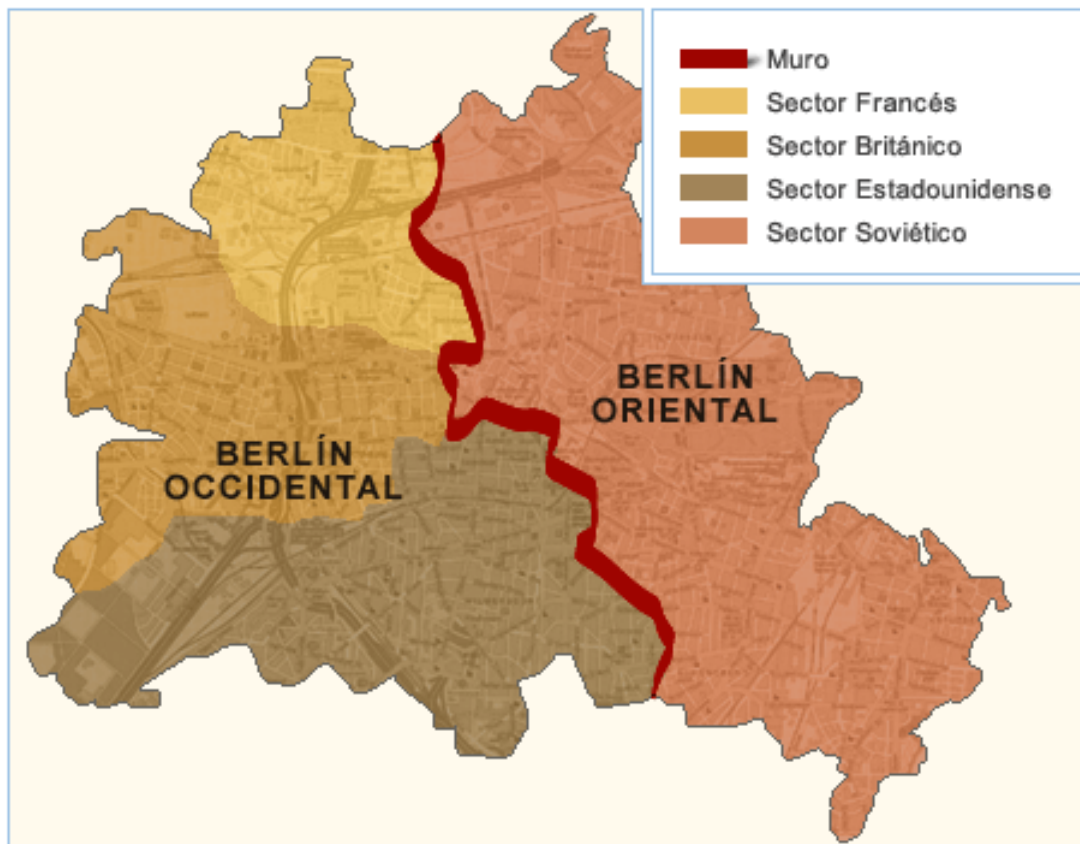 Muro
Sector Francés
Sector Británico
Sector Estadounidense
Sector Soviético
BERLÍN
ORIENTAL
BERLÍN
OCCIDENTAL